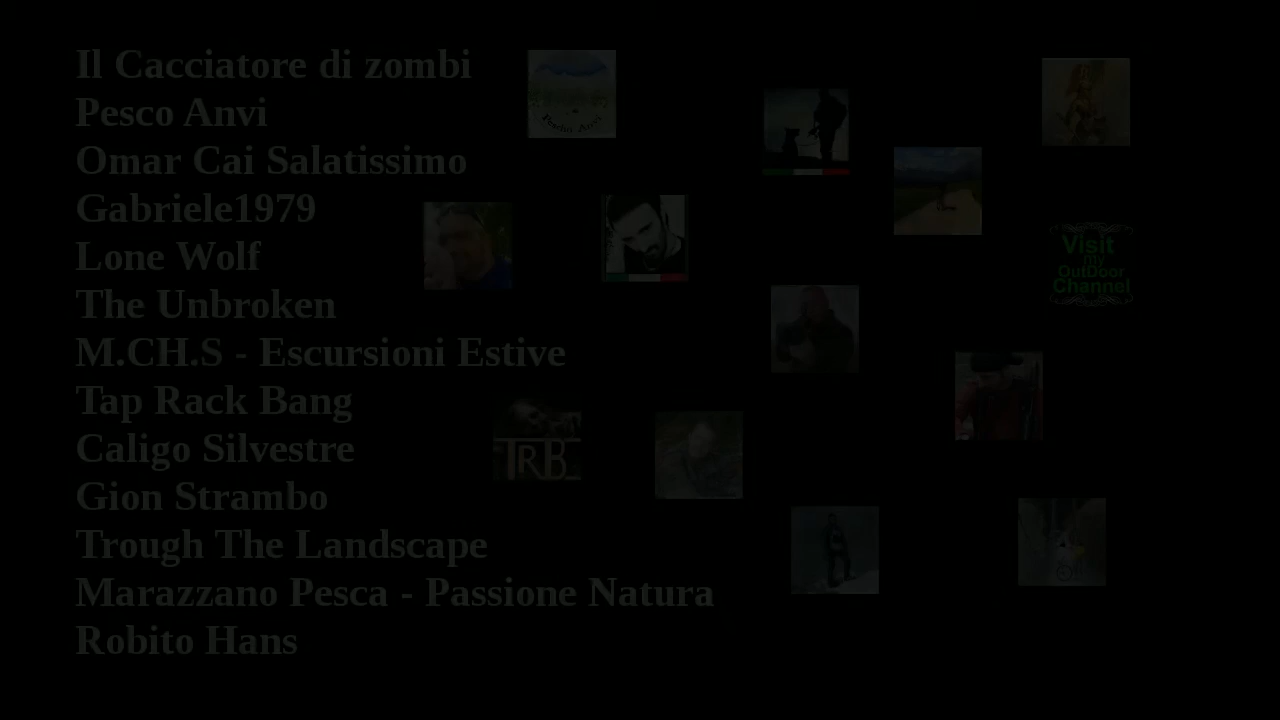 Il Cacciatore di zombi
Pesco Anvi
Omar Cai Salatissimo
Gabriele1979
Lone Wolf
The Unbroken
M.CH.S - Escursioni Estive
Tap Rack Bang
Caligo Silvestre
Gion Strambo
Trough The Landscape
Marazzano Pesca - Passione Natura
Robito Hans
Pescho Anvi
Visit
my
OutDoor
Channel
TRB